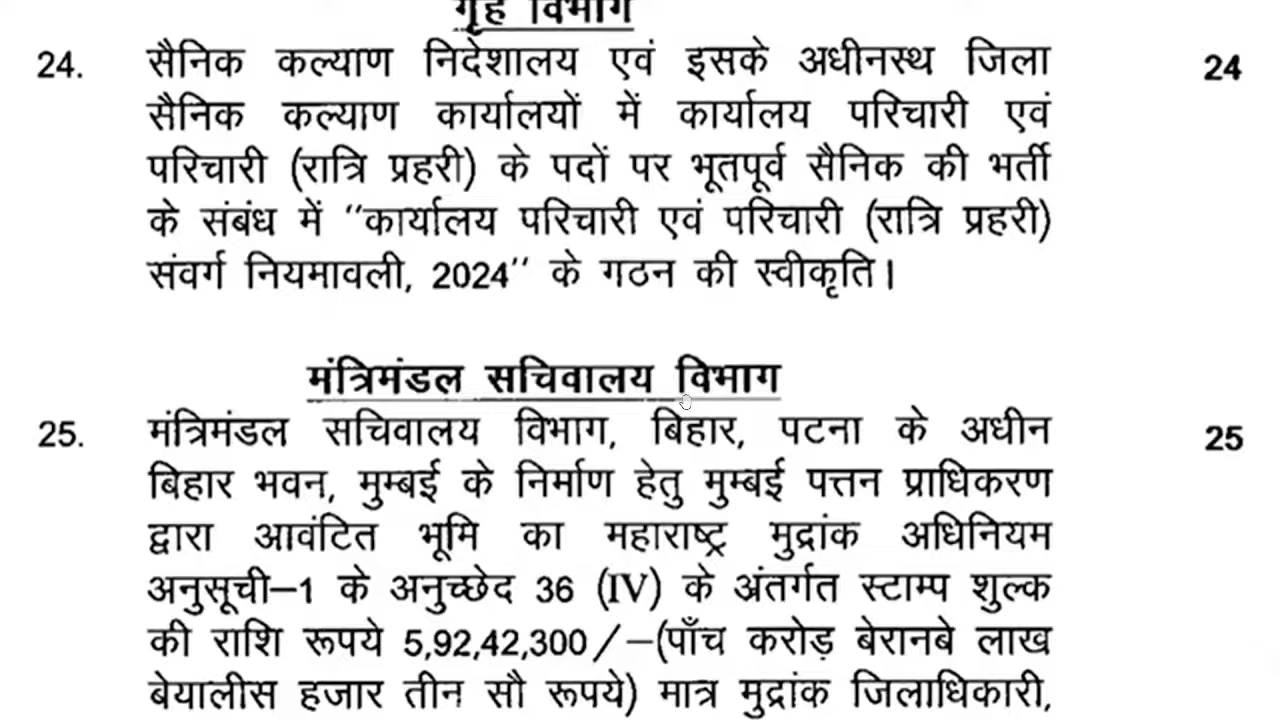 गृह विभाग
24. सैनिक कल्याण निदेशालय एवं इसके अधीनस्थ जिला 24
सैनिक कल्याण कार्यालयों में कार्यालय परिचारी एवं
परिचारी (रात्रि प्रहरी) के पदों पर भूतपूर्व सैनिक की भर्ती
के संबंध में ''कार्यालय परिचारी एवं परिचारी (रात्रि प्रहरी)
संवर्ग नियमावली, 2024'' के गठन की स्वीकृति।
मंत्रिमंडल सचिवालय विभाग
25. मंत्रिमंडल सचिवालय विभाग, बिहार, पटना के अधीन 25
बिहार भवन, मुम्बई के निर्माण हेतु मुम्बई पत्तन प्राधिकरण
द्वारा आवंटित भूमि का महाराष्ट्र मुद्रांक अधिनियम
अनुसूची-1 के अनुच्छेद 36 (IV) के अंतर्गत स्टाम्प शुल्क
की राशि रूपये 5,92,42,300/-(पाँच करोड़ बेरानबे लाख
बेयालीस हजार तीन सौ रूपये) मात्र मुद्रांक जिलाधिकारी,